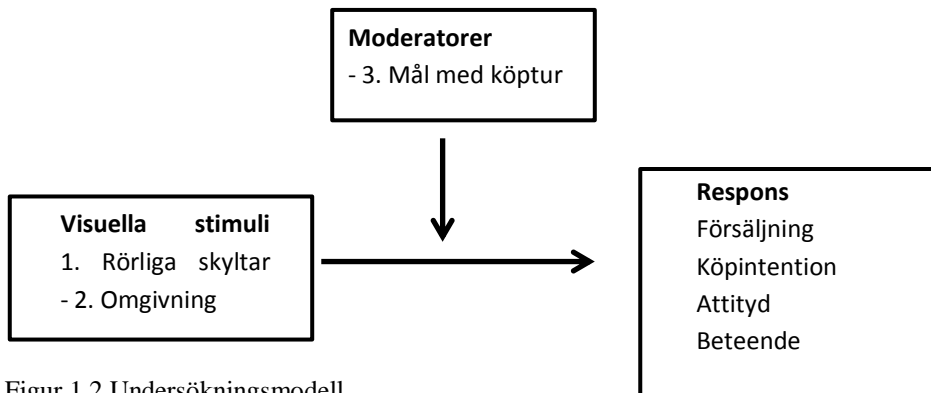 Moderatorer
- 3. Mål med köptur
Visuella stimuli
1. Rörliga skyltar
- 2. Omgivning
Respons
Försäljning
Köpintention
Attityd
Beteende
Figur 1.2 Undersökningsmodell